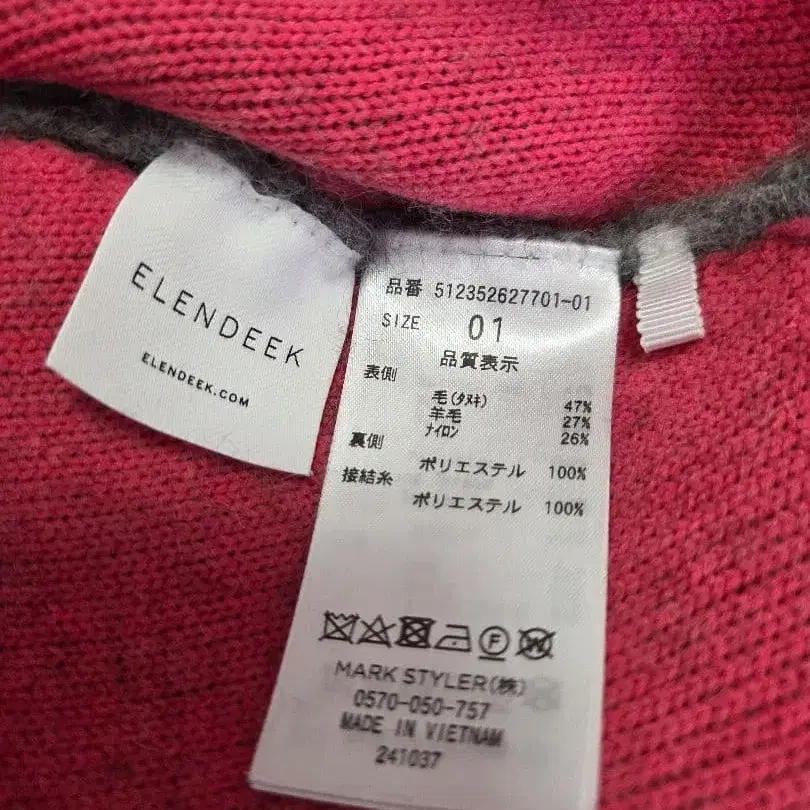 ELENDEEK
ELENDEEK.COM
品番 512352627701-01
SIZE 01
品質表示
表側
毛(タヌキ) 47%
羊毛 27%
ナイロン 26%
裏側
ポリエステル 100%
接結糸
ポリエステル 100%
F
W
MARK STYLER(株)
0570-050-757
MADE IN VIETNAM
241037